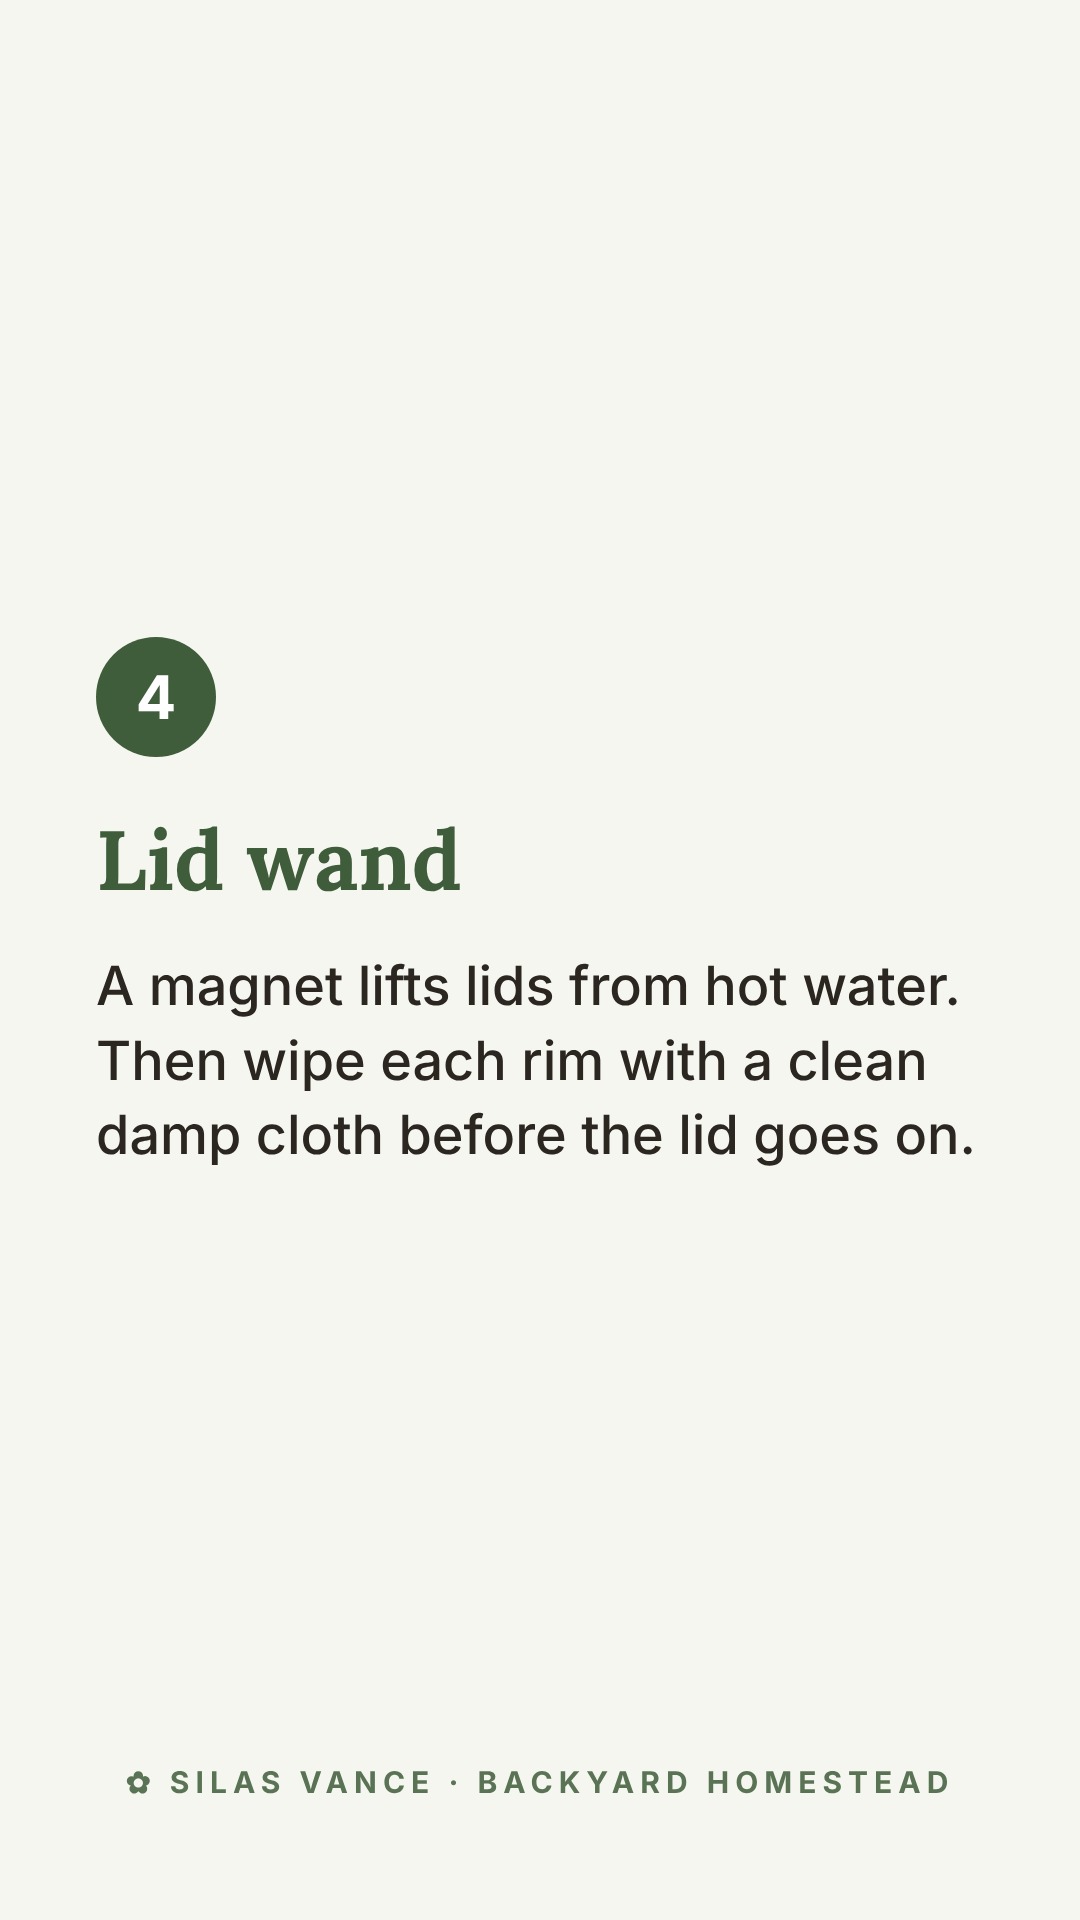 4
Lid wand
A magnet lifts lids from hot water.
Then wipe each rim with a clean
damp cloth before the lid goes on.
✿ SILAS VANCE · BACKYARD HOMESTEAD